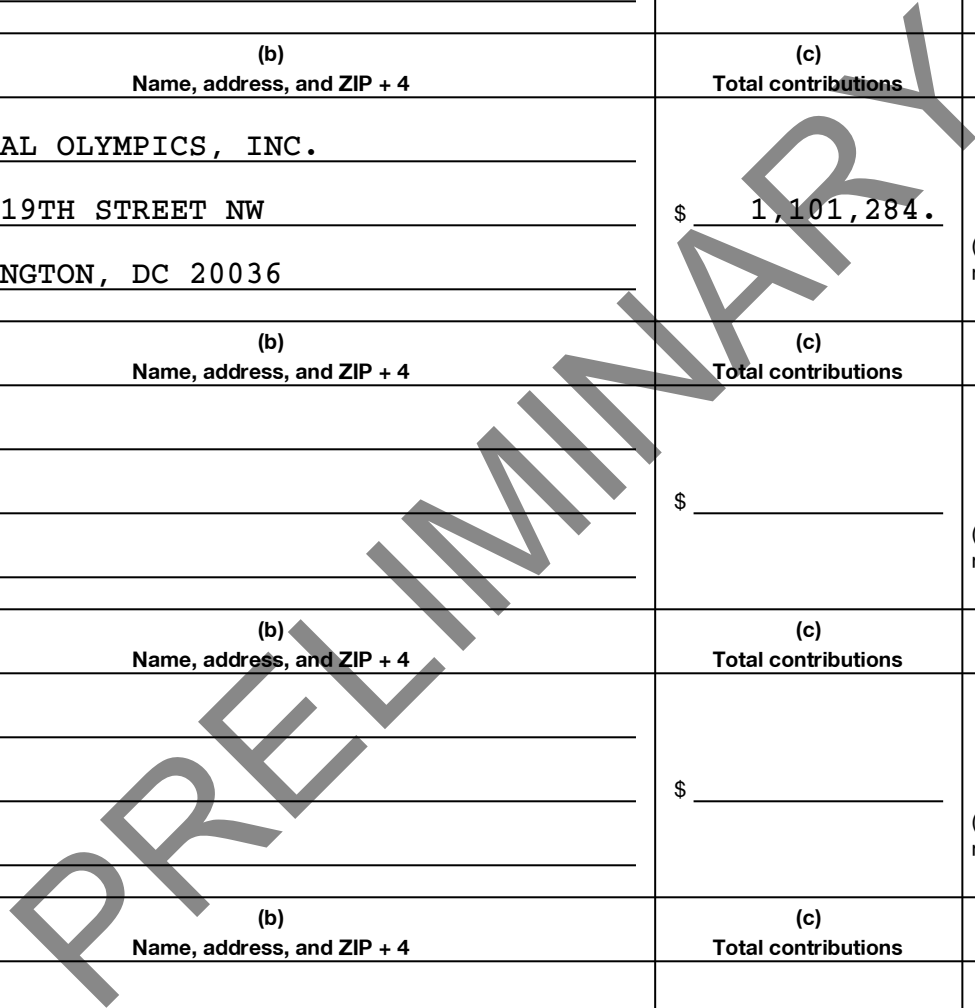 (b) (c)
Name, address, and ZIP + 4 Total contributions
AL OLYMPICS, INC.
19TH STREET NW $ 1,101,284.
NGTON, DC 20036
(b) (c)
Name, address, and ZIP + 4 Total contributions
$
(b) (c)
Name, address, and ZIP + 4 Total contributions
$
(b) (c)
Name, address, and ZIP + 4 Total contributions
PRELIMINARY